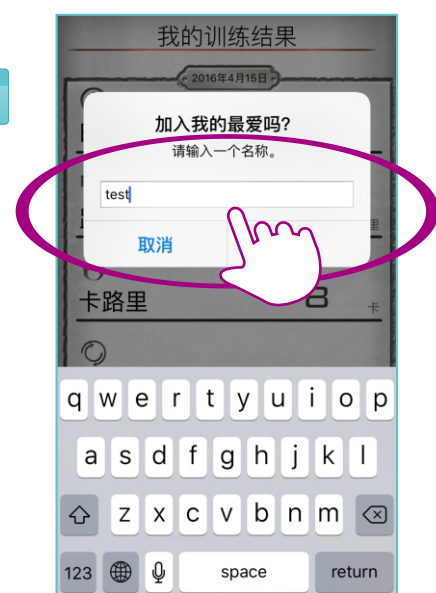 我的训练结果
2016年4月15日
加入我的最爱吗?
请输入一个名称。
test
里
取消
卡路里 8 卡
q w e r t y u i o p
a s d f g h j k l
z x c v b n m
123 space return